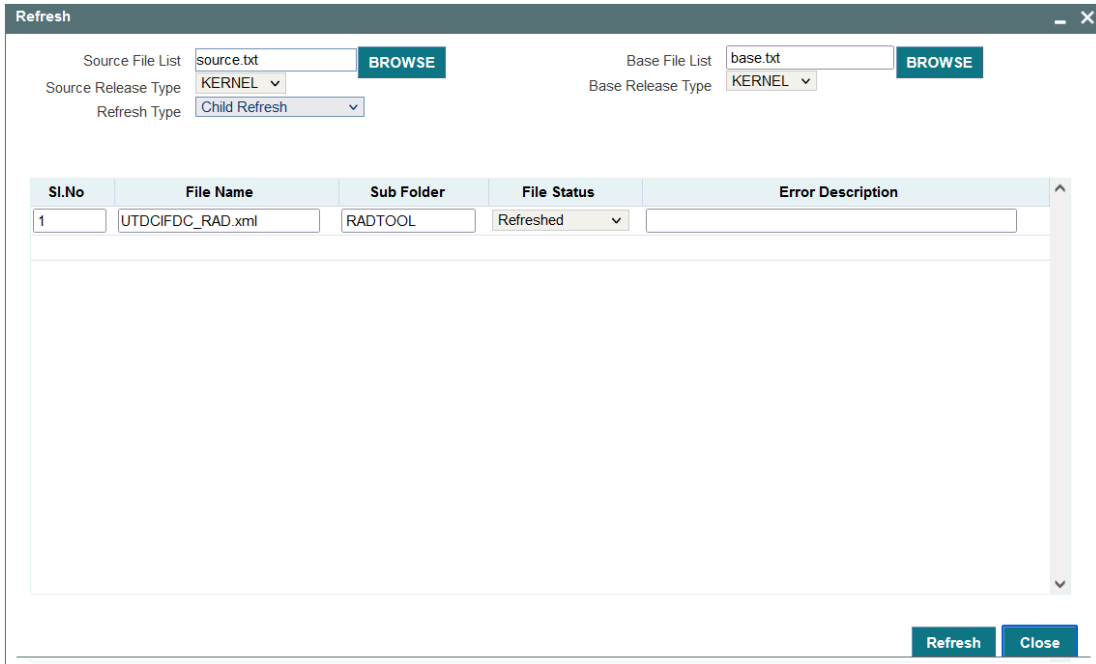 Refresh
Source File List source.txt BROWSE Base File List base.txt BROWSE
Source Release Type KERNEL Base Release Type KERNEL
Refresh Type Child Refresh
Sl.No File Name Sub Folder File Status Error Description
1 UTDCIFDC_RAD.xml RADTOOL Refreshed
Refresh Close